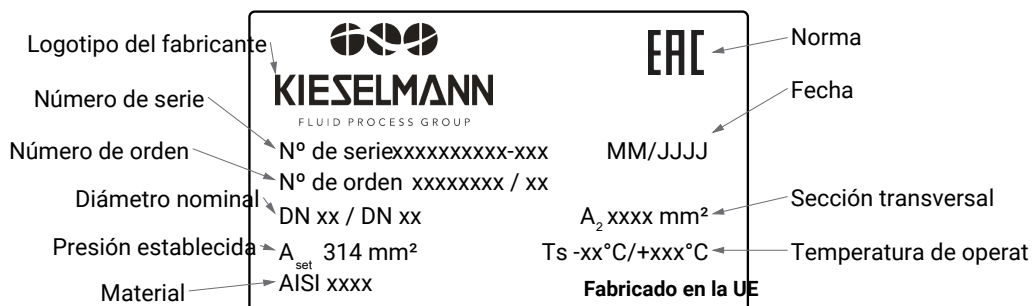 Logotipo del fabricante
KIESELMANN
FLUID PROCESS GROUP
EAC
Norma
Número de serie
Fecha
Nº de seriexxxxxxxxxx-xxx
MM/JJJJ
Número de orden
Nº de orden xxxxxxxx / xx
Diámetro nominal
DN xx / DN xx
A₂ xxxx mm²
Sección transversal
Presión establecida
Aset 314 mm²
Ts -xx°C/+xxx°C
Temperatura de operat
Material
AISI xxxx
Fabricado en la UE